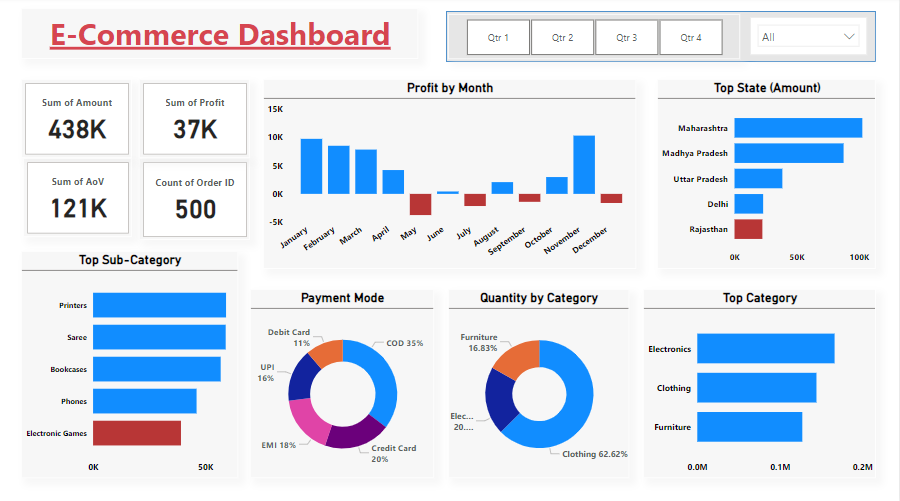 E-Commerce Dashboard
Qtr 1
Qtr 2
Qtr 3
Qtr 4
All
Sum of Amount
438K
Sum of Profit
37K
Sum of AoV
121K
Count of Order ID
500
Profit by Month
15K
10K
5K
0K
-5K
January
February
March
April
May
June
July
August
September
October
November
December
Top State (Amount)
Maharashtra
Madhya Pradesh
Uttar Pradesh
Delhi
Rajasthan
0K
50K
100K
Top Sub-Category
Printers
Saree
Bookcases
Phones
Electronic Games
0K
50K
Payment Mode
Debit Card
11%
COD 35%
UPI
16%
EMI 18%
Credit Card
20%
Quantity by Category
Furniture
16.83%
Elec...
20....
Clothing 62.62%
Top Category
Electronics
Clothing
Furniture
0.0M
0.1M
0.2M